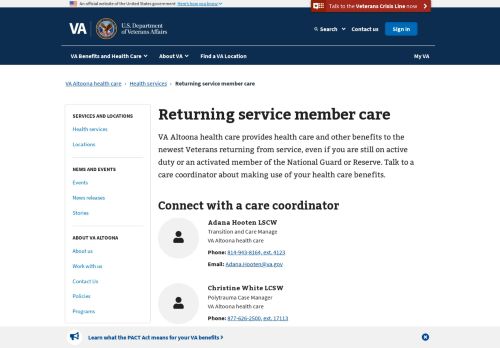 An official website of the United States government Here's how you know
Talk to the Veterans Crisis Line now
VA
U.S. Department
of Veterans Affairs
Search
Contact us
Sign in
VA Benefits and Health Care
About VA
Find a VA Location
My VA
VA Altoona health care › Health services › Returning service member care
SERVICES AND LOCATIONS
Health services
Locations
NEWS AND EVENTS
Events
News releases
Stories
ABOUT VA ALTOONA
About us
Work with us
Contact Us
Policies
Programs
Returning service member care
VA Altoona health care provides health care and other benefits to the
newest Veterans returning from service, even if you are still on active
duty or an activated member of the National Guard or Reserve. Talk to a
care coordinator about making use of your health care benefits.
Connect with a care coordinator
Adana Hooten LSCW
Transition and Care Manage
VA Altoona health care
Phone: 814-943-8164, ext. 4123
Email: Adana.Hooten@va.gov
Christine White LCSW
Polytrauma Case Manager
VA Altoona health care
Phone: 877-626-2500, ext. 17113
Learn what the PACT Act means for your VA benefits >